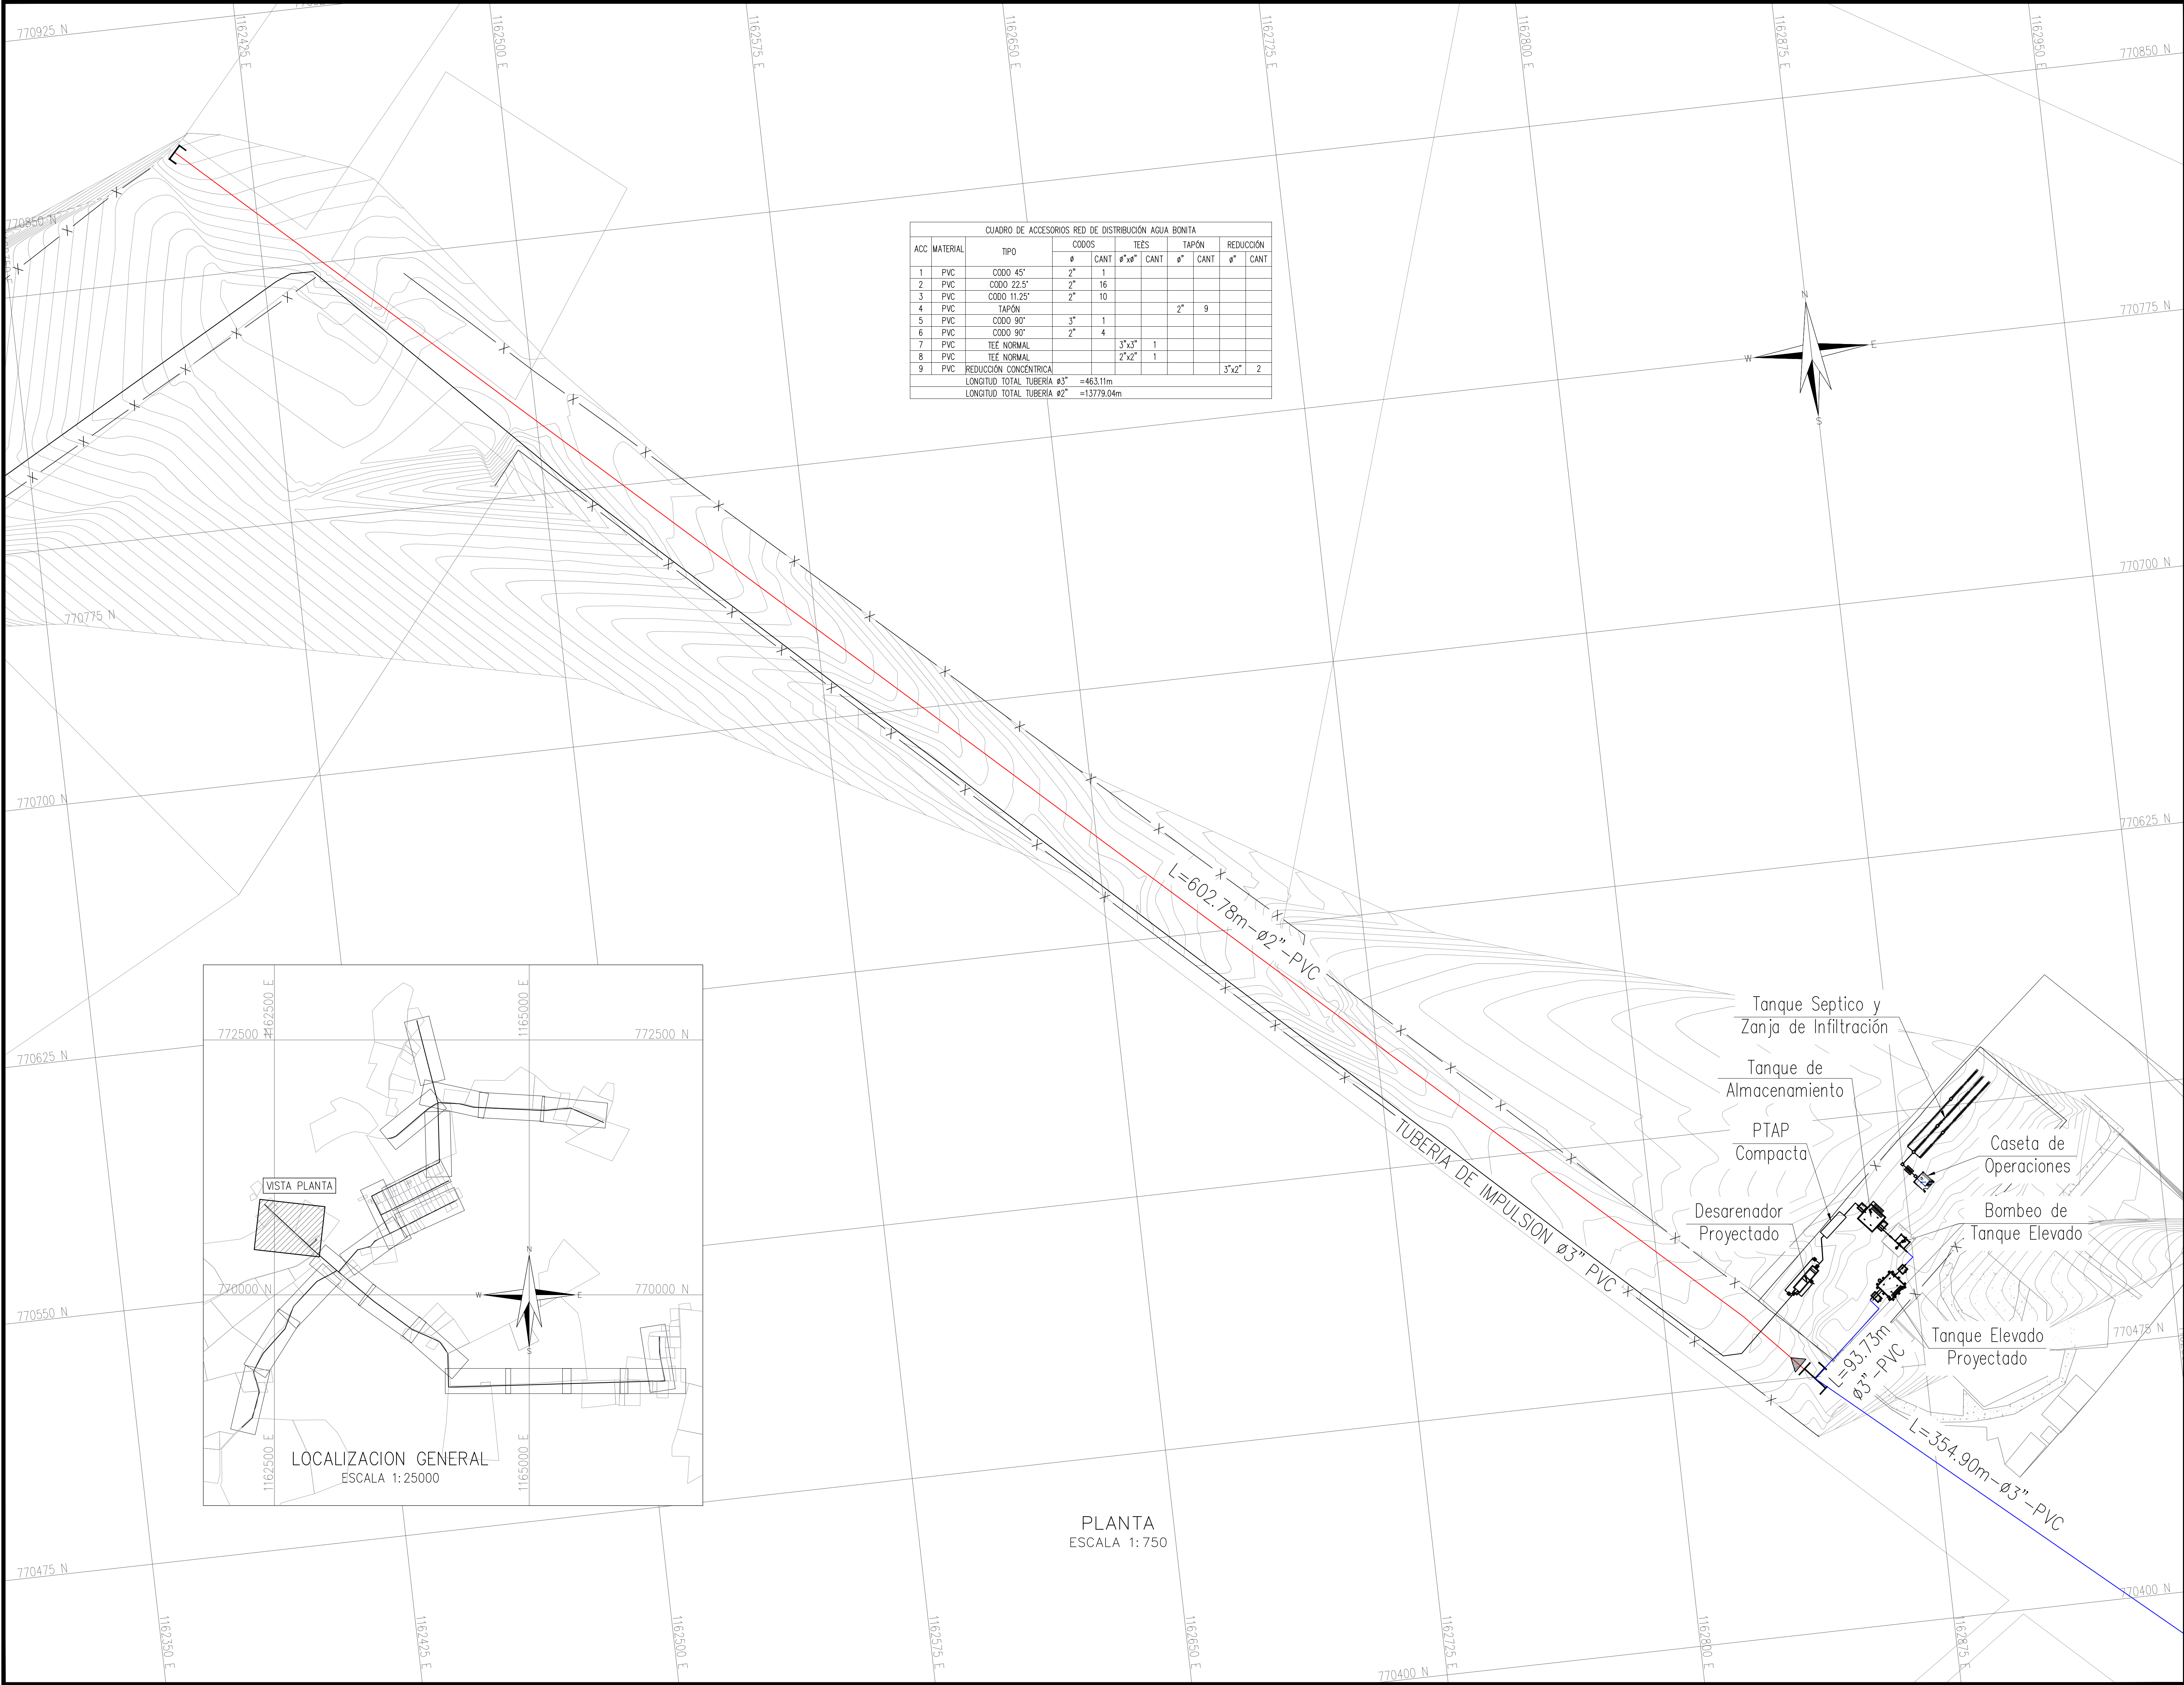 770925 N
1162425 E
1162500 E
1162575 E
1162650 E
1162725 E
1162800 E
1162875 E
1162950 E
770850 N
770850 N
CUADRO DE ACCESORIOS RED DE DISTRIBUCIÓN AGUA BONITA
ACC MATERIAL TIPO CODOS TEÉS TAPÓN REDUCCIÓN
ø CANT ø"xø" CANT ø" CANT ø" CANT
1 PVC CODO 45° 2" 1
2 PVC CODO 22.5° 2" 16
3 PVC CODO 11.25° 2" 10
4 PVC TAPÓN 2" 9
5 PVC CODO 90° 3" 1
6 PVC CODO 90° 2" 4
7 PVC TEÉ NORMAL 3"x3" 1
8 PVC TEÉ NORMAL 2"x2" 1
9 PVC REDUCCIÓN CONCÉNTRICA 3"x2" 2
LONGITUD TOTAL TUBERÍA ø3" =463.11m
LONGITUD TOTAL TUBERÍA ø2" =13779.04m
770775 N
N
W E
S
770700 N
770775 N
770700 N
770625 N
L=602.78m-ø2"-PVC
Tanque Septico y
Zanja de Infiltración
Tanque de
Almacenamiento
PTAP
Compacta
Caseta de
Operaciones
Desarenador
Proyectado
Bombeo de
Tanque Elevado
TUBERIA DE IMPULSION ø3" PVC
Tanque Elevado
Proyectado
770475 N
L=93.73m
ø3"-PVC
L=354.90m-ø3"-PVC
770625 N
770550 N
770475 N
1162500 E
1165000 E
772500 N
772500 N
VISTA PLANTA
770000 N
770000 N
N
W E
S
1162500 E
1165000 E
LOCALIZACION GENERAL
ESCALA 1:25000
PLANTA
ESCALA 1:750
770400 N
1162350 E
1162425 E
1162500 E
1162575 E
1162650 E
1162725 E
1162800 E
1162875 E
770400 N